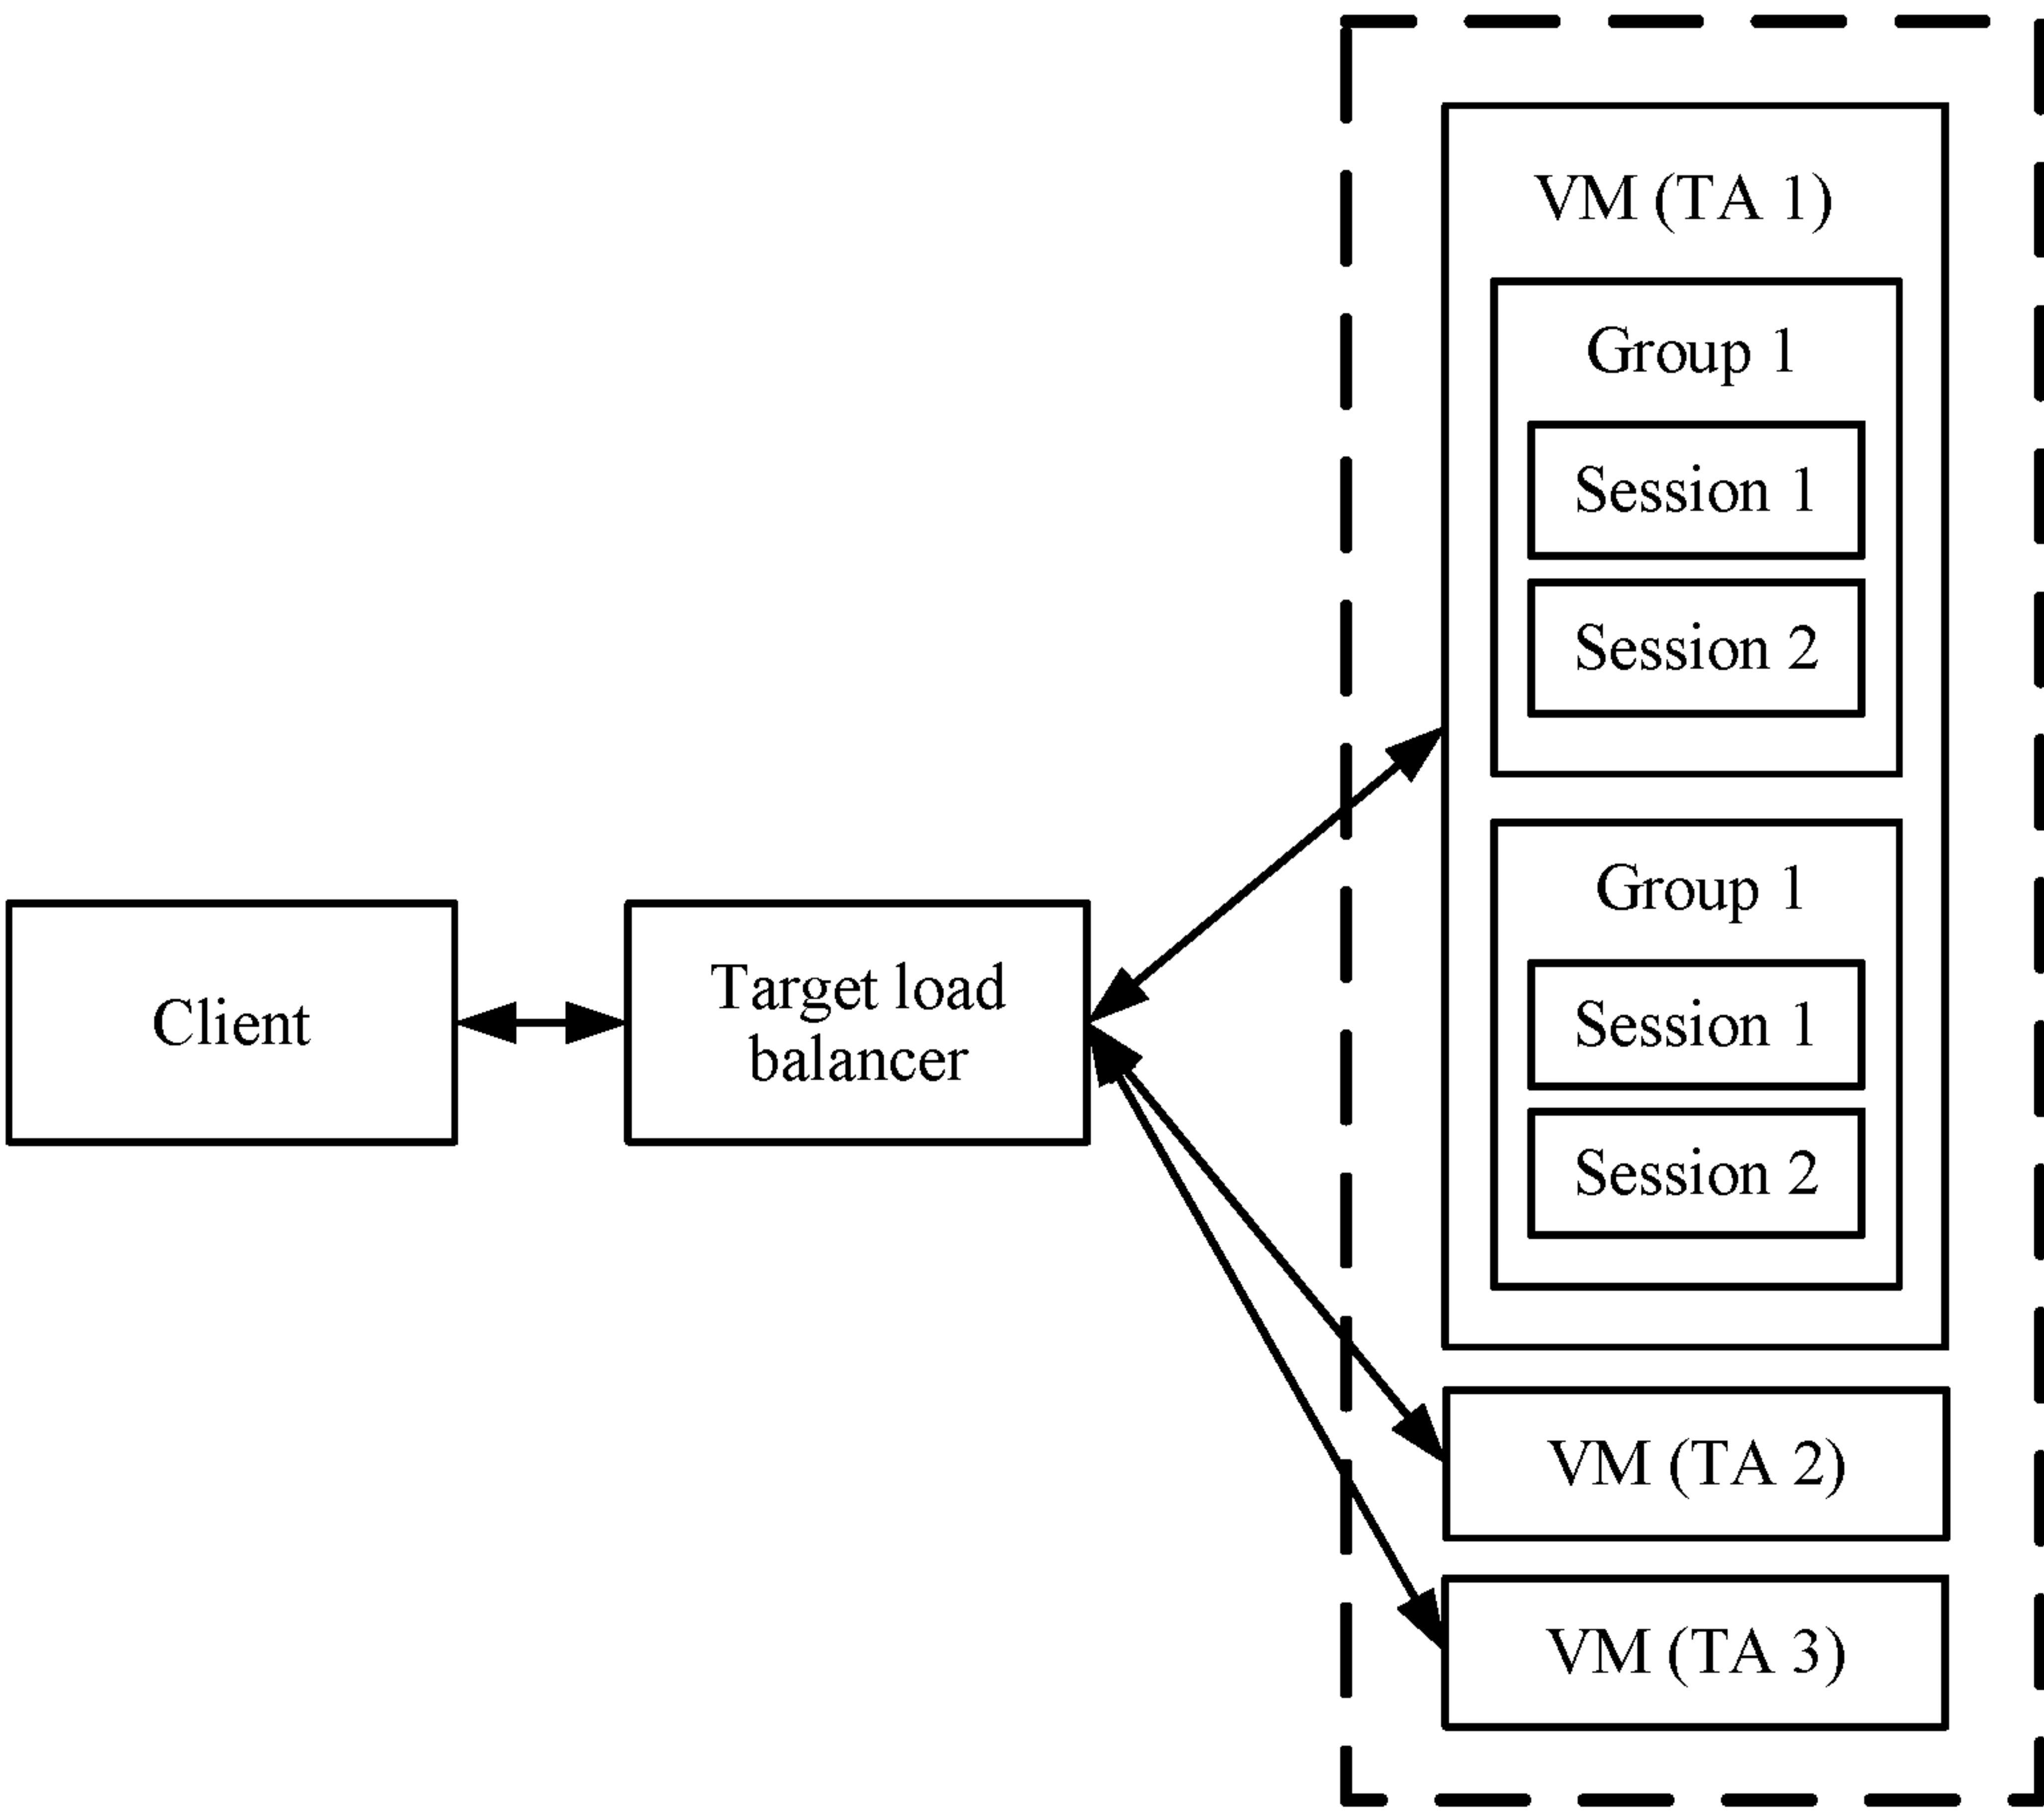 Client
Target load
balancer
VM (TA 1)
Group 1
Session 1
Session 2
Group 1
Session 1
Session 2
VM (TA 2)
VM (TA 3)